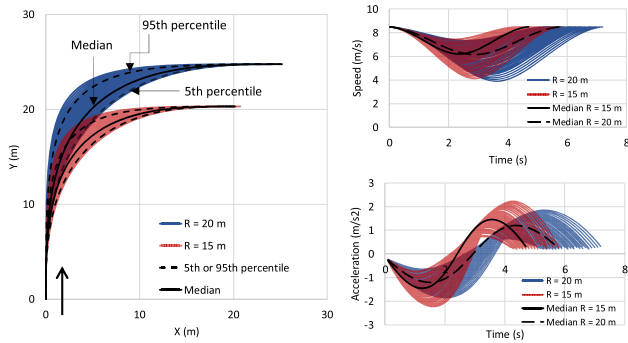 95th percentile
Median
5th percentile
30
20
10
0
Y (m)
R = 20 m
R = 15 m
5th or 95th percentile
Median
0
10
20
30
X (m)
10
8
6
4
2
0
Speed (m/s)
R = 20 m
R = 15 m
Median R = 15 m
Median R = 20 m
0
2
4
6
8
Time (s)
3
2
1
0
-1
-2
-3
Acceleration (m/s2)
0
2
4
6
8
R = 20 m
R = 15 m
Median R = 15 m
Median R = 20 m
Time (s)